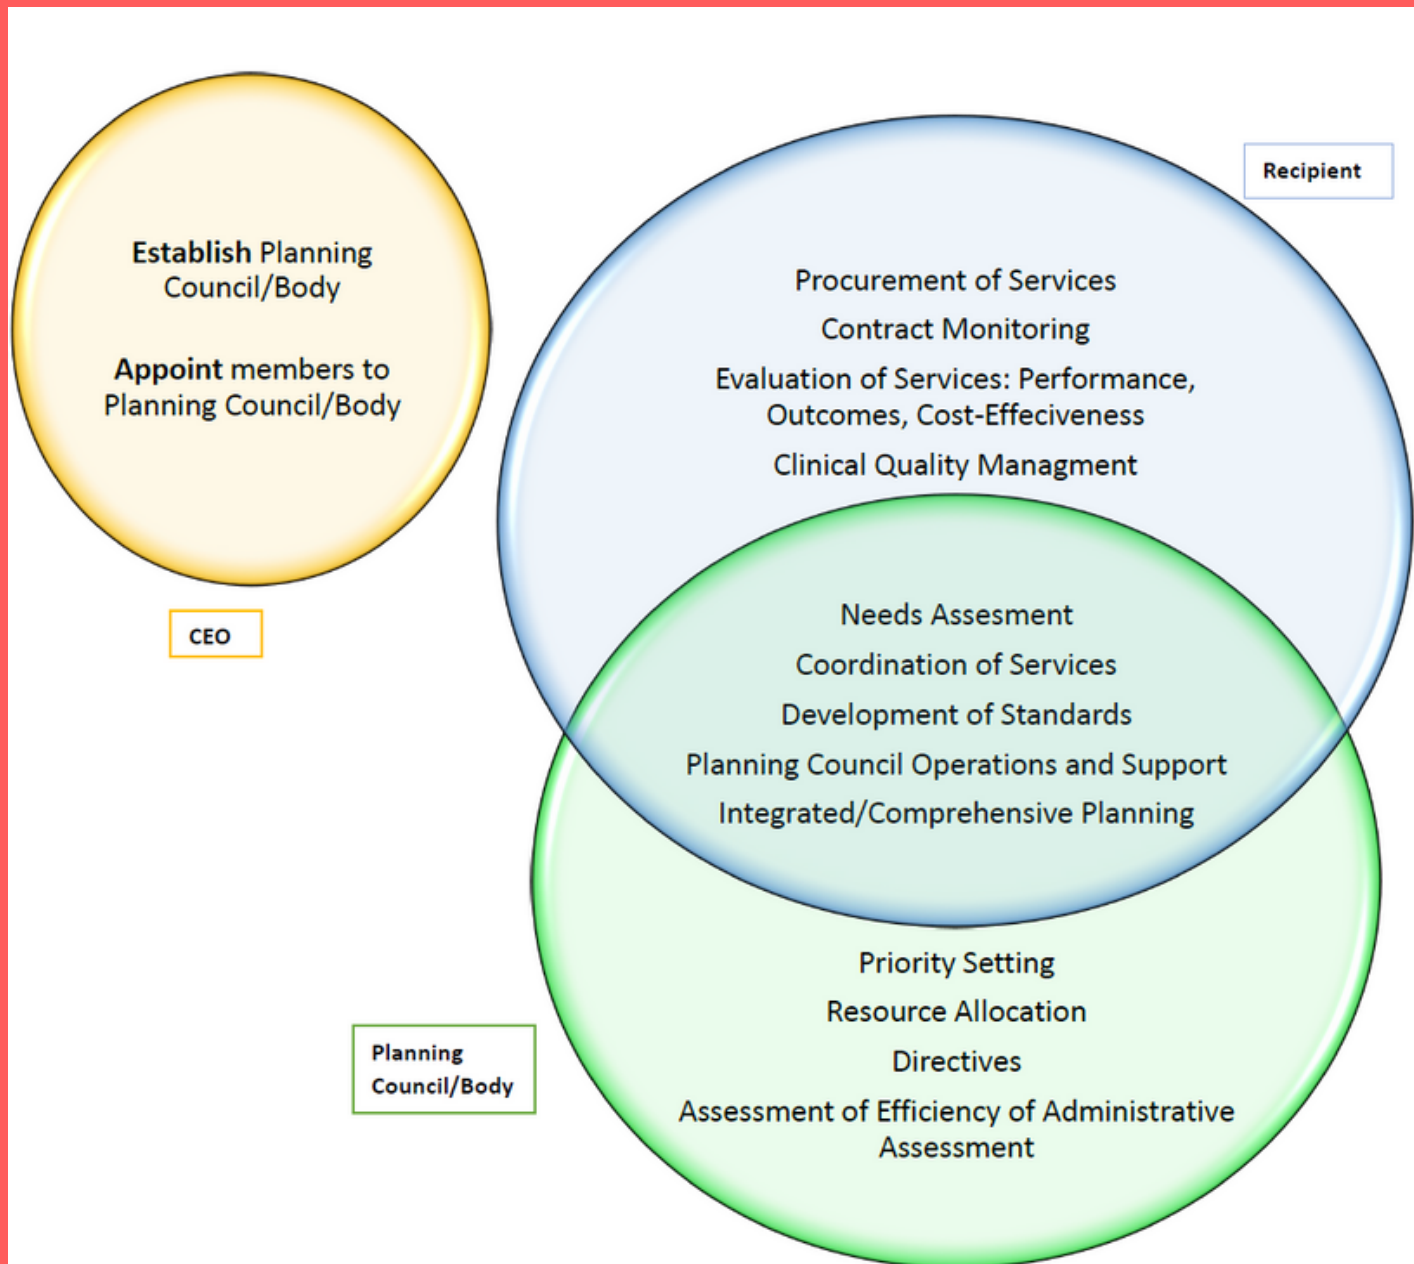 Establish Planning
Council/Body
Appoint members to
Planning Council/Body
CEO
Recipient
Procurement of Services
Contract Monitoring
Evaluation of Services: Performance,
Outcomes, Cost-Effeciveness
Clinical Quality Managment
Needs Assesment
Coordination of Services
Development of Standards
Planning Council Operations and Support
Integrated/Comprehensive Planning
Planning
Council/Body
Priority Setting
Resource Allocation
Directives
Assessment of Efficiency of Administrative
Assessment